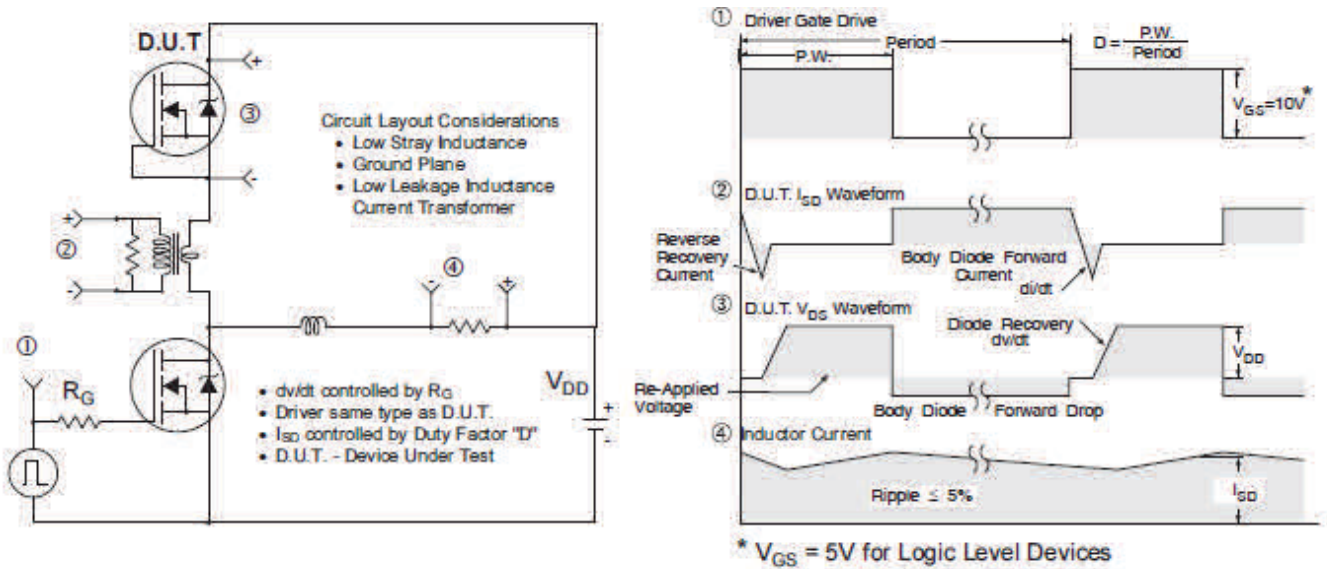 D.U.T
+
③
-
Circuit Layout Considerations
• Low Stray Inductance
• Ground Plane
• Low Leakage Inductance
Current Transformer
+
②
-
④
- +
①
RG
VDD
+
-
• dv/dt controlled by RG
• Driver same type as D.U.T.
• ISD controlled by Duty Factor "D"
• D.U.T. - Device Under Test
① Driver Gate Drive
Period
P.W.
D = P.W.
Period
VGS=10V*
② D.U.T. ISD Waveform
Reverse
Recovery
Current
Body Diode Forward
Current
di/dt
③ D.U.T. VDS Waveform
Diode Recovery
dv/dt
VDD
Re-Applied
Voltage
Body Diode Forward Drop
④ Inductor Current
Ripple ≤ 5%
ISD
* VGS = 5V for Logic Level Devices